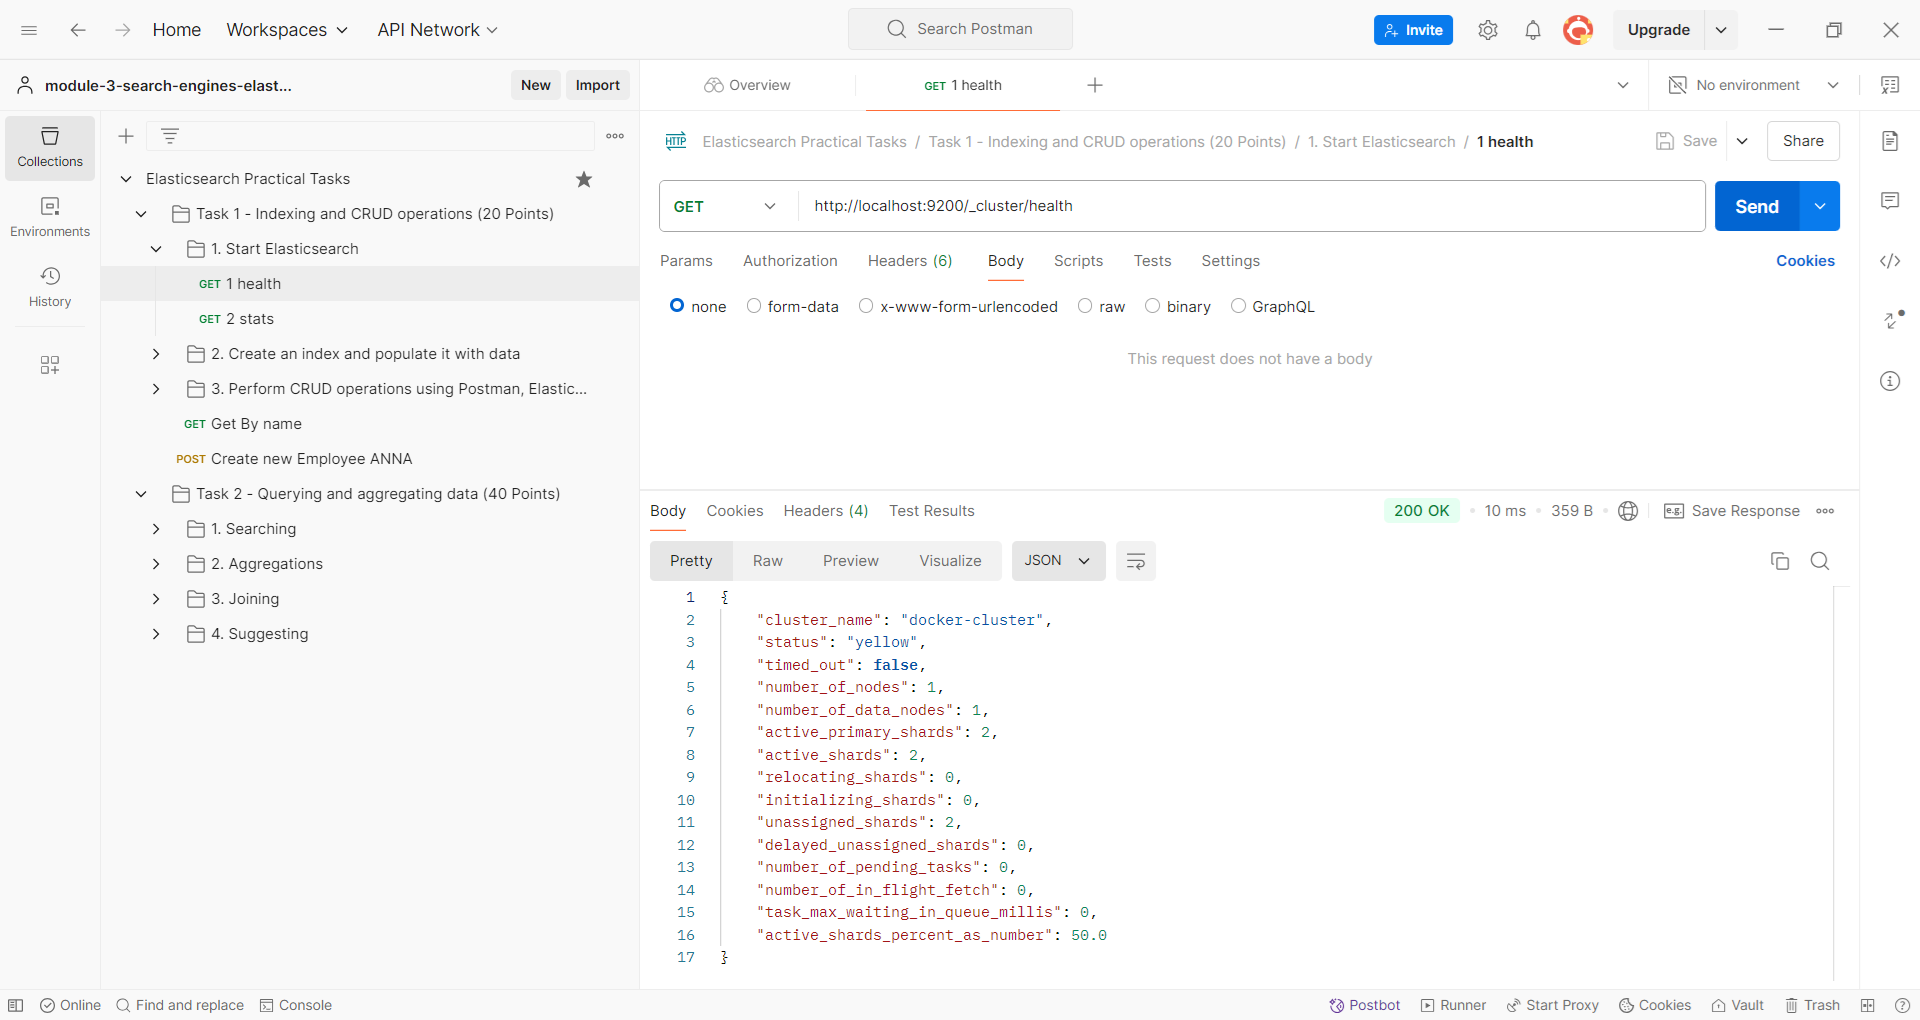 Home
Workspaces
API Network
Search Postman
Invite
Upgrade
module-3-search-engines-elast...
New
Import
Overview
GET 1 health
No environment
Collections
Environments
History
Elasticsearch Practical Tasks
Task 1 - Indexing and CRUD operations (20 Points)
1. Start Elasticsearch
GET 1 health
GET 2 stats
2. Create an index and populate it with data
3. Perform CRUD operations using Postman, Elastic...
GET Get By name
POST Create new Employee ANNA
Task 2 - Querying and aggregating data (40 Points)
1. Searching
2. Aggregations
3. Joining
4. Suggesting
HTTP Elasticsearch Practical Tasks / Task 1 - Indexing and CRUD operations (20 Points) / 1. Start Elasticsearch / 1 health
Save
Share
GET
http://localhost:9200/_cluster/health
Send
Params
Authorization
Headers (6)
Body
Scripts
Tests
Settings
Cookies
none
form-data
x-www-form-urlencoded
raw
binary
GraphQL
This request does not have a body
Body
Cookies
Headers (4)
Test Results
200 OK
10 ms
359 B
e.g. Save Response
Pretty
Raw
Preview
Visualize
JSON
1 {
2 "cluster_name": "docker-cluster",
3 "status": "yellow",
4 "timed_out": false,
5 "number_of_nodes": 1,
6 "number_of_data_nodes": 1,
7 "active_primary_shards": 2,
8 "active_shards": 2,
9 "relocating_shards": 0,
10 "initializing_shards": 0,
11 "unassigned_shards": 2,
12 "delayed_unassigned_shards": 0,
13 "number_of_pending_tasks": 0,
14 "number_of_in_flight_fetch": 0,
15 "task_max_waiting_in_queue_millis": 0,
16 "active_shards_percent_as_number": 50.0
17 }
Online
Find and replace
Console
Postbot
Runner
Start Proxy
Cookies
Vault
Trash